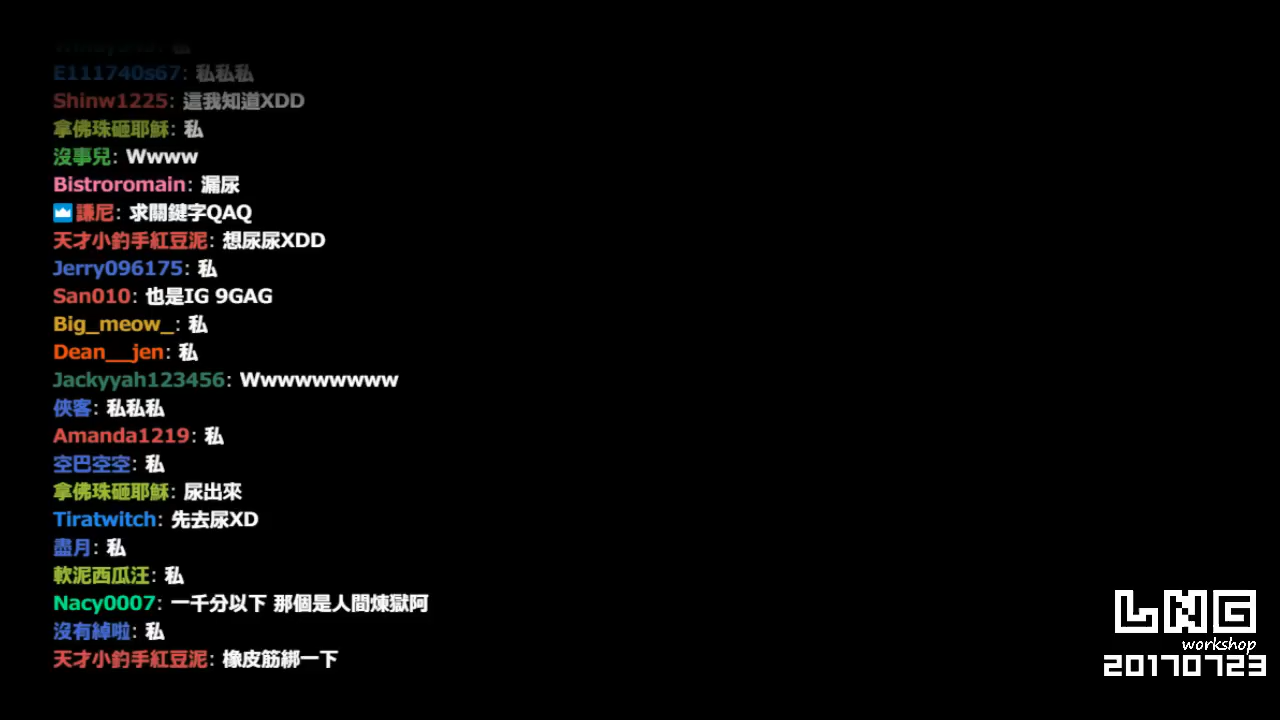 E111740s67: 私私私
Shinw1225: 這我知道XDD
拿佛珠砸耶穌: 私
沒事兒: Wwww
Bistroromain: 漏尿
謙尼: 求關鍵字QAQ
天才小釣手紅豆泥: 想尿尿XDD
Jerry096175: 私
San010: 也是IG 9GAG
Big_meow_: 私
Dean__jen: 私
Jackyyah123456: Wwwwwwwww
俠客: 私私私
Amanda1219: 私
空巴空空: 私
拿佛珠砸耶穌: 尿出來
Tiratwitch: 先去尿XD
盡月: 私
軟泥西瓜汪: 私
Nacy0007: 一千分以下 那個是人間煉獄阿
沒有綽啦: 私
天才小釣手紅豆泥: 橡皮筋綁一下
LNG
workshop
20170723